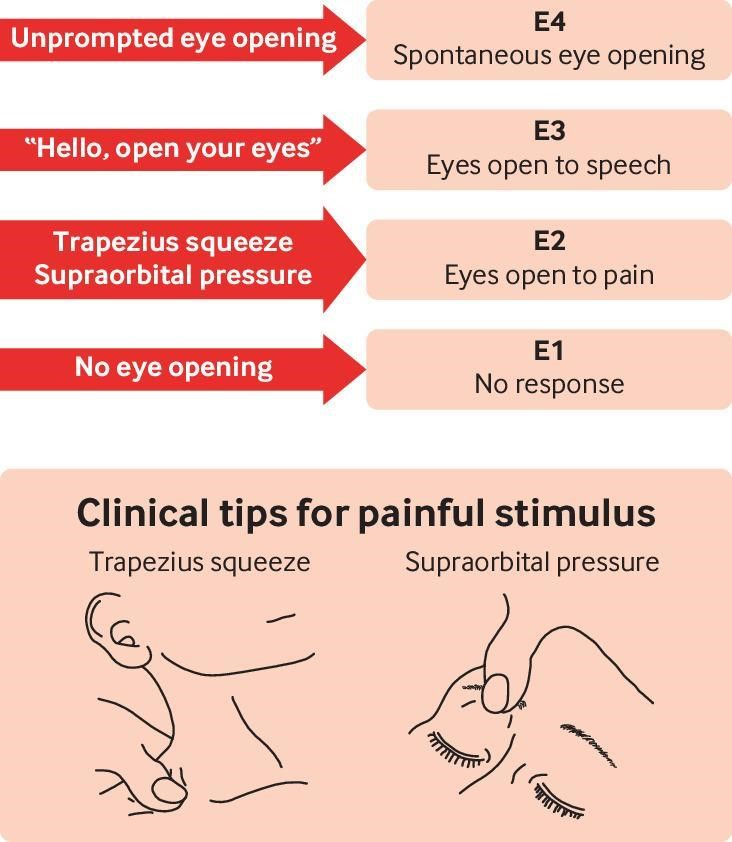 Unprompted eye opening
E4
Spontaneous eye opening
“Hello, open your eyes”
E3
Eyes open to speech
Trapezius squeeze
Supraorbital pressure
E2
Eyes open to pain
No eye opening
E1
No response
Clinical tips for painful stimulus
Trapezius squeeze
Supraorbital pressure